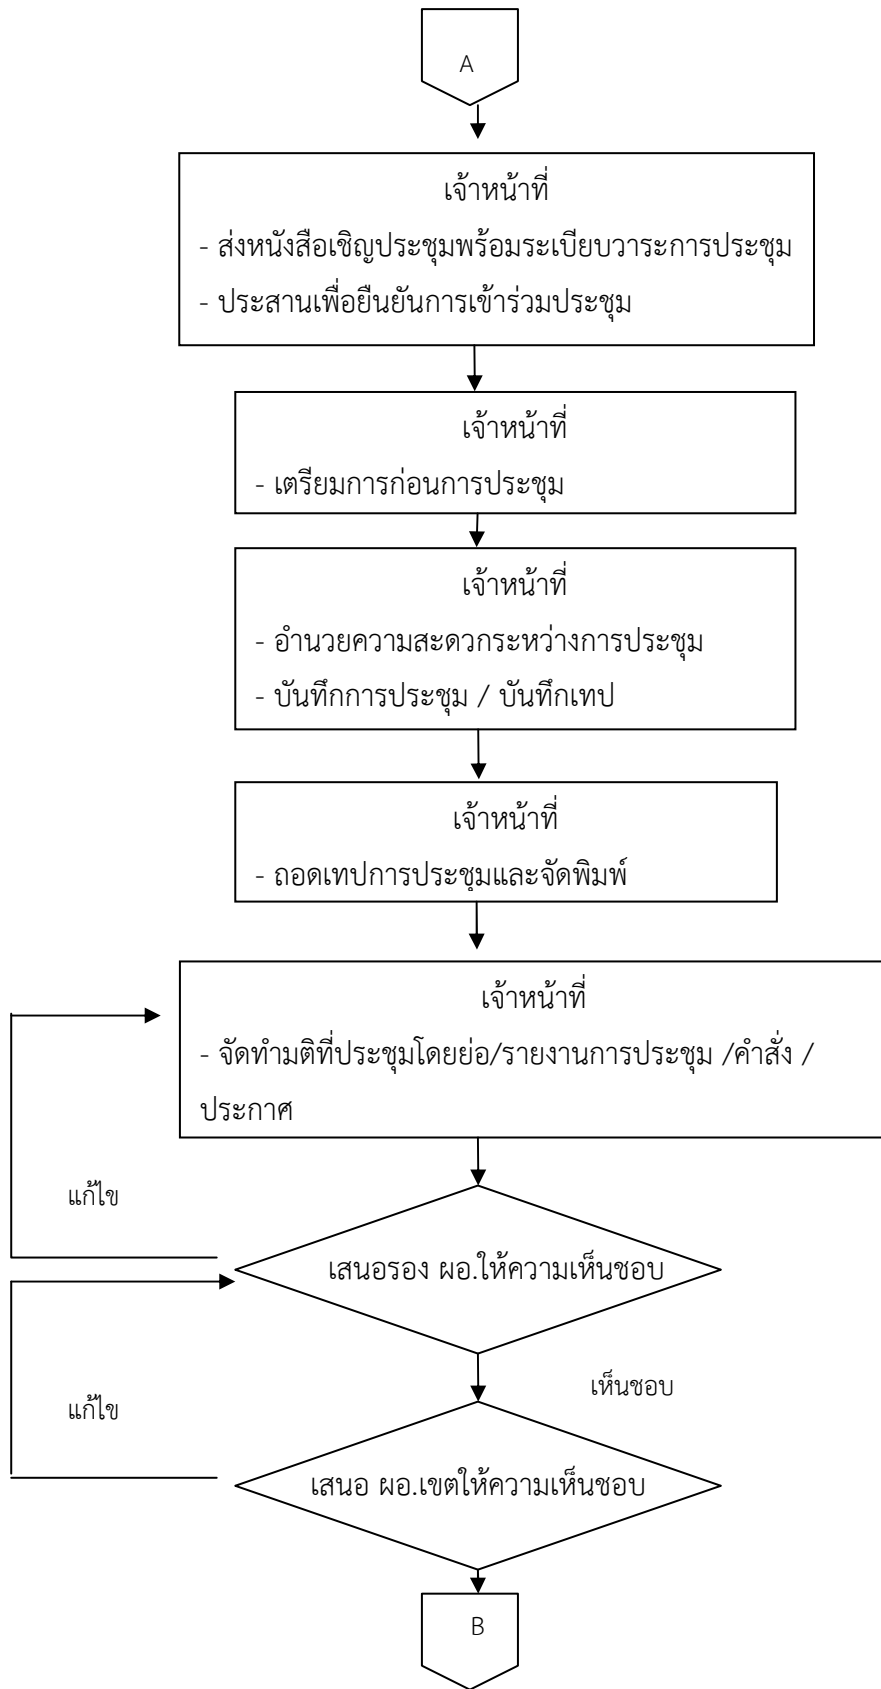 A
เจ้าหน้าที่
- ส่งหนังสือเชิญประชุมพร้อมระเบียบวาระการประชุม
- ประสานเพื่อยืนยันการเข้าร่วมประชุม
เจ้าหน้าที่
- เตรียมการก่อนการประชุม
เจ้าหน้าที่
- อำนวยความสะดวกระหว่างการประชุม
- บันทึกการประชุม / บันทึกเทป
เจ้าหน้าที่
- ถอดเทปการประชุมและจัดพิมพ์
เจ้าหน้าที่
- จัดทำมติที่ประชุมโดยย่อ/รายงานการประชุม /คำสั่ง /
ประกาศ
แก้ไข
เสนอรอง ผอ.ให้ความเห็นชอบ
เห็นชอบ
แก้ไข
เสนอ ผอ.เขตให้ความเห็นชอบ
B